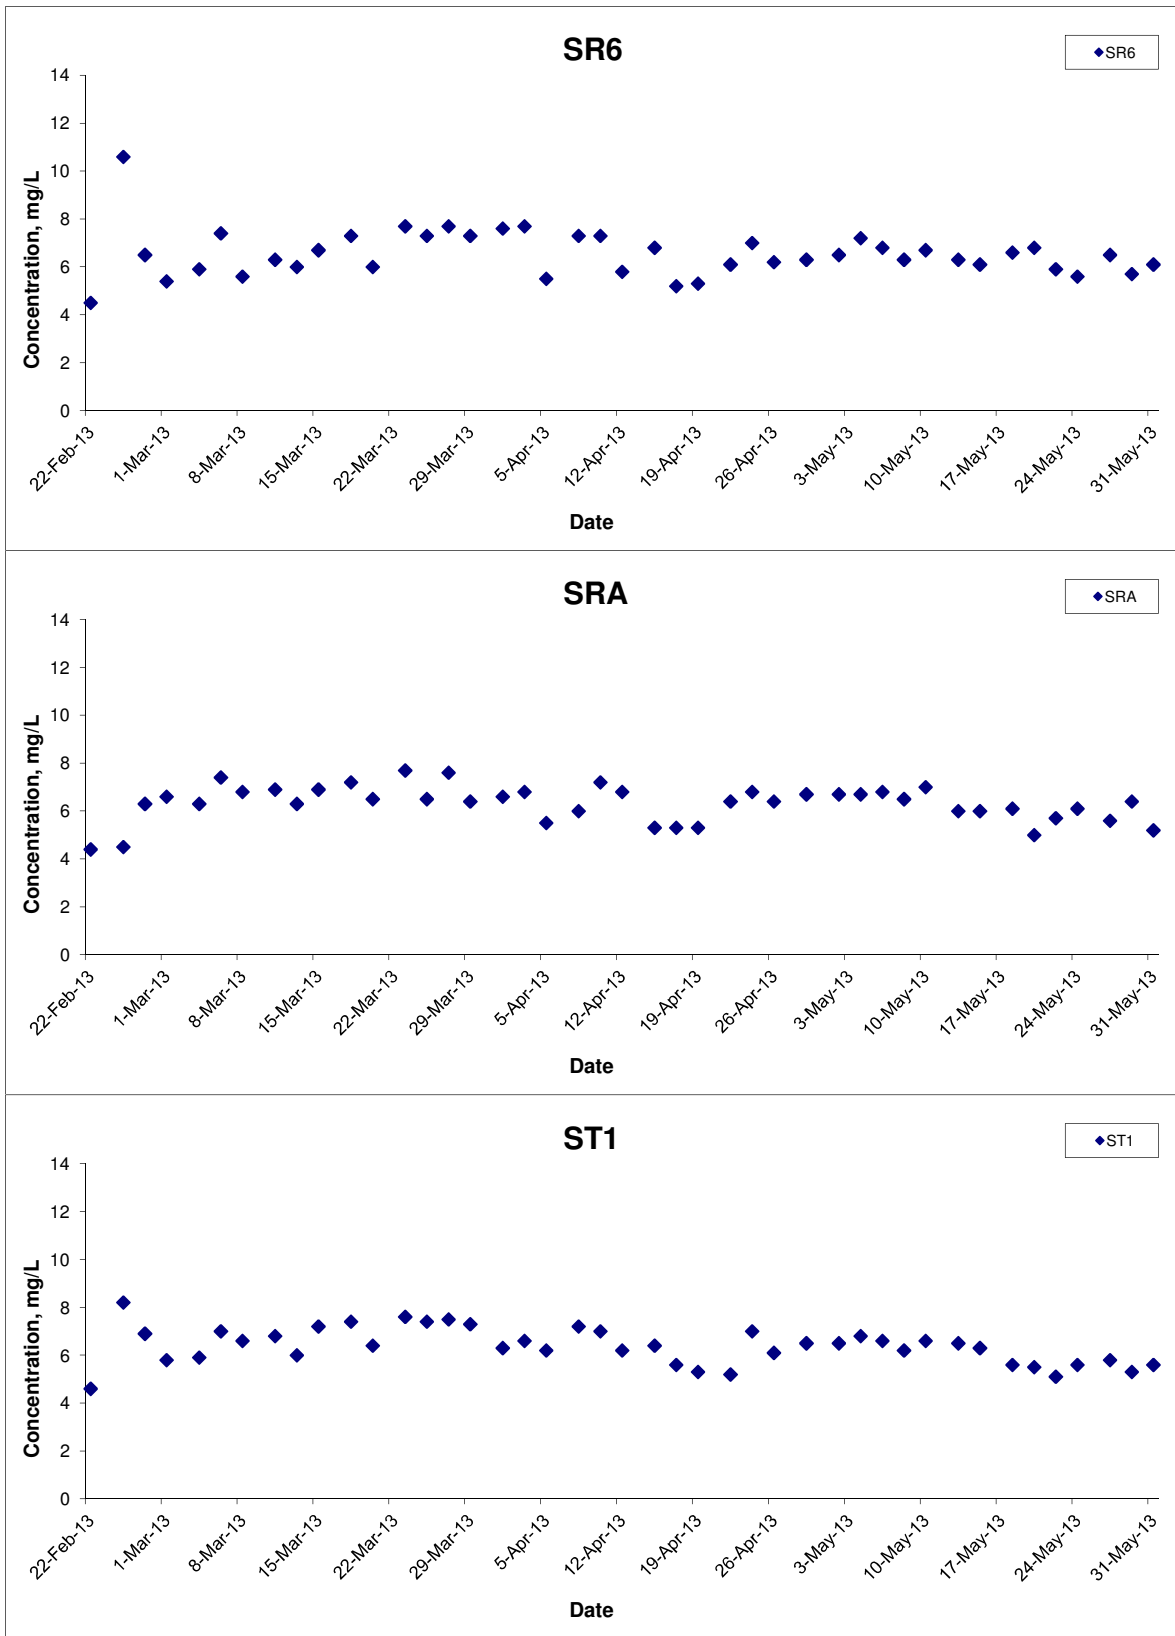 SR6
SR6
14
12
10
8
6
4
2
0
Concentration, mg/L
22-Feb-13 1-Mar-13 8-Mar-13 15-Mar-13 22-Mar-13 29-Mar-13 5-Apr-13 12-Apr-13 19-Apr-13 26-Apr-13 3-May-13 10-May-13 17-May-13 24-May-13 31-May-13
Date
SRA
SRA
14
12
10
8
6
4
2
0
Concentration, mg/L
22-Feb-13 1-Mar-13 8-Mar-13 15-Mar-13 22-Mar-13 29-Mar-13 5-Apr-13 12-Apr-13 19-Apr-13 26-Apr-13 3-May-13 10-May-13 17-May-13 24-May-13 31-May-13
Date
ST1
ST1
14
12
10
8
6
4
2
0
Concentration, mg/L
22-Feb-13 1-Mar-13 8-Mar-13 15-Mar-13 22-Mar-13 29-Mar-13 5-Apr-13 12-Apr-13 19-Apr-13 26-Apr-13 3-May-13 10-May-13 17-May-13 24-May-13 31-May-13
Date